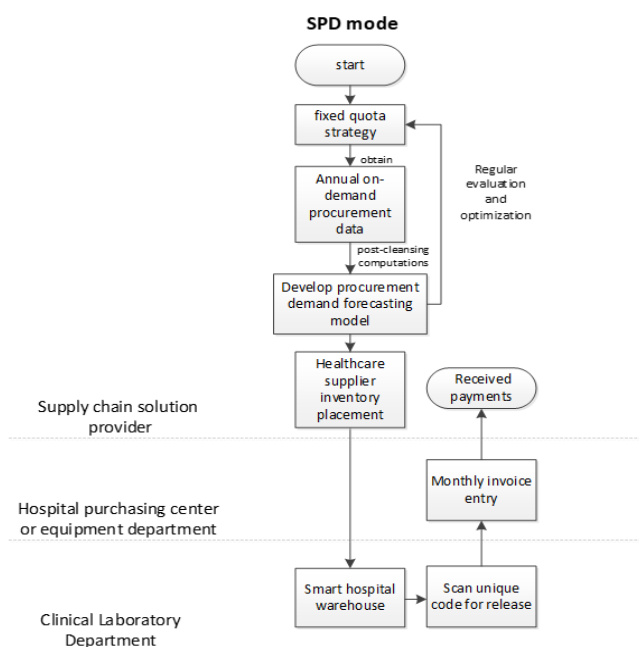 SPD mode
start
fixed quota
strategy
obtain
Annual on-
demand
procurement
data
Regular
evaluation
and
optimization
post-cleansing
computations
Develop procurement
demand forecasting
model
Healthcare
supplier
inventory
placement
Received
payments
Supply chain solution
provider
Monthly invoice
entry
Hospital purchasing center
or equipment department
Smart hospital
warehouse
Scan unique
code for release
Clinical Laboratory
Department